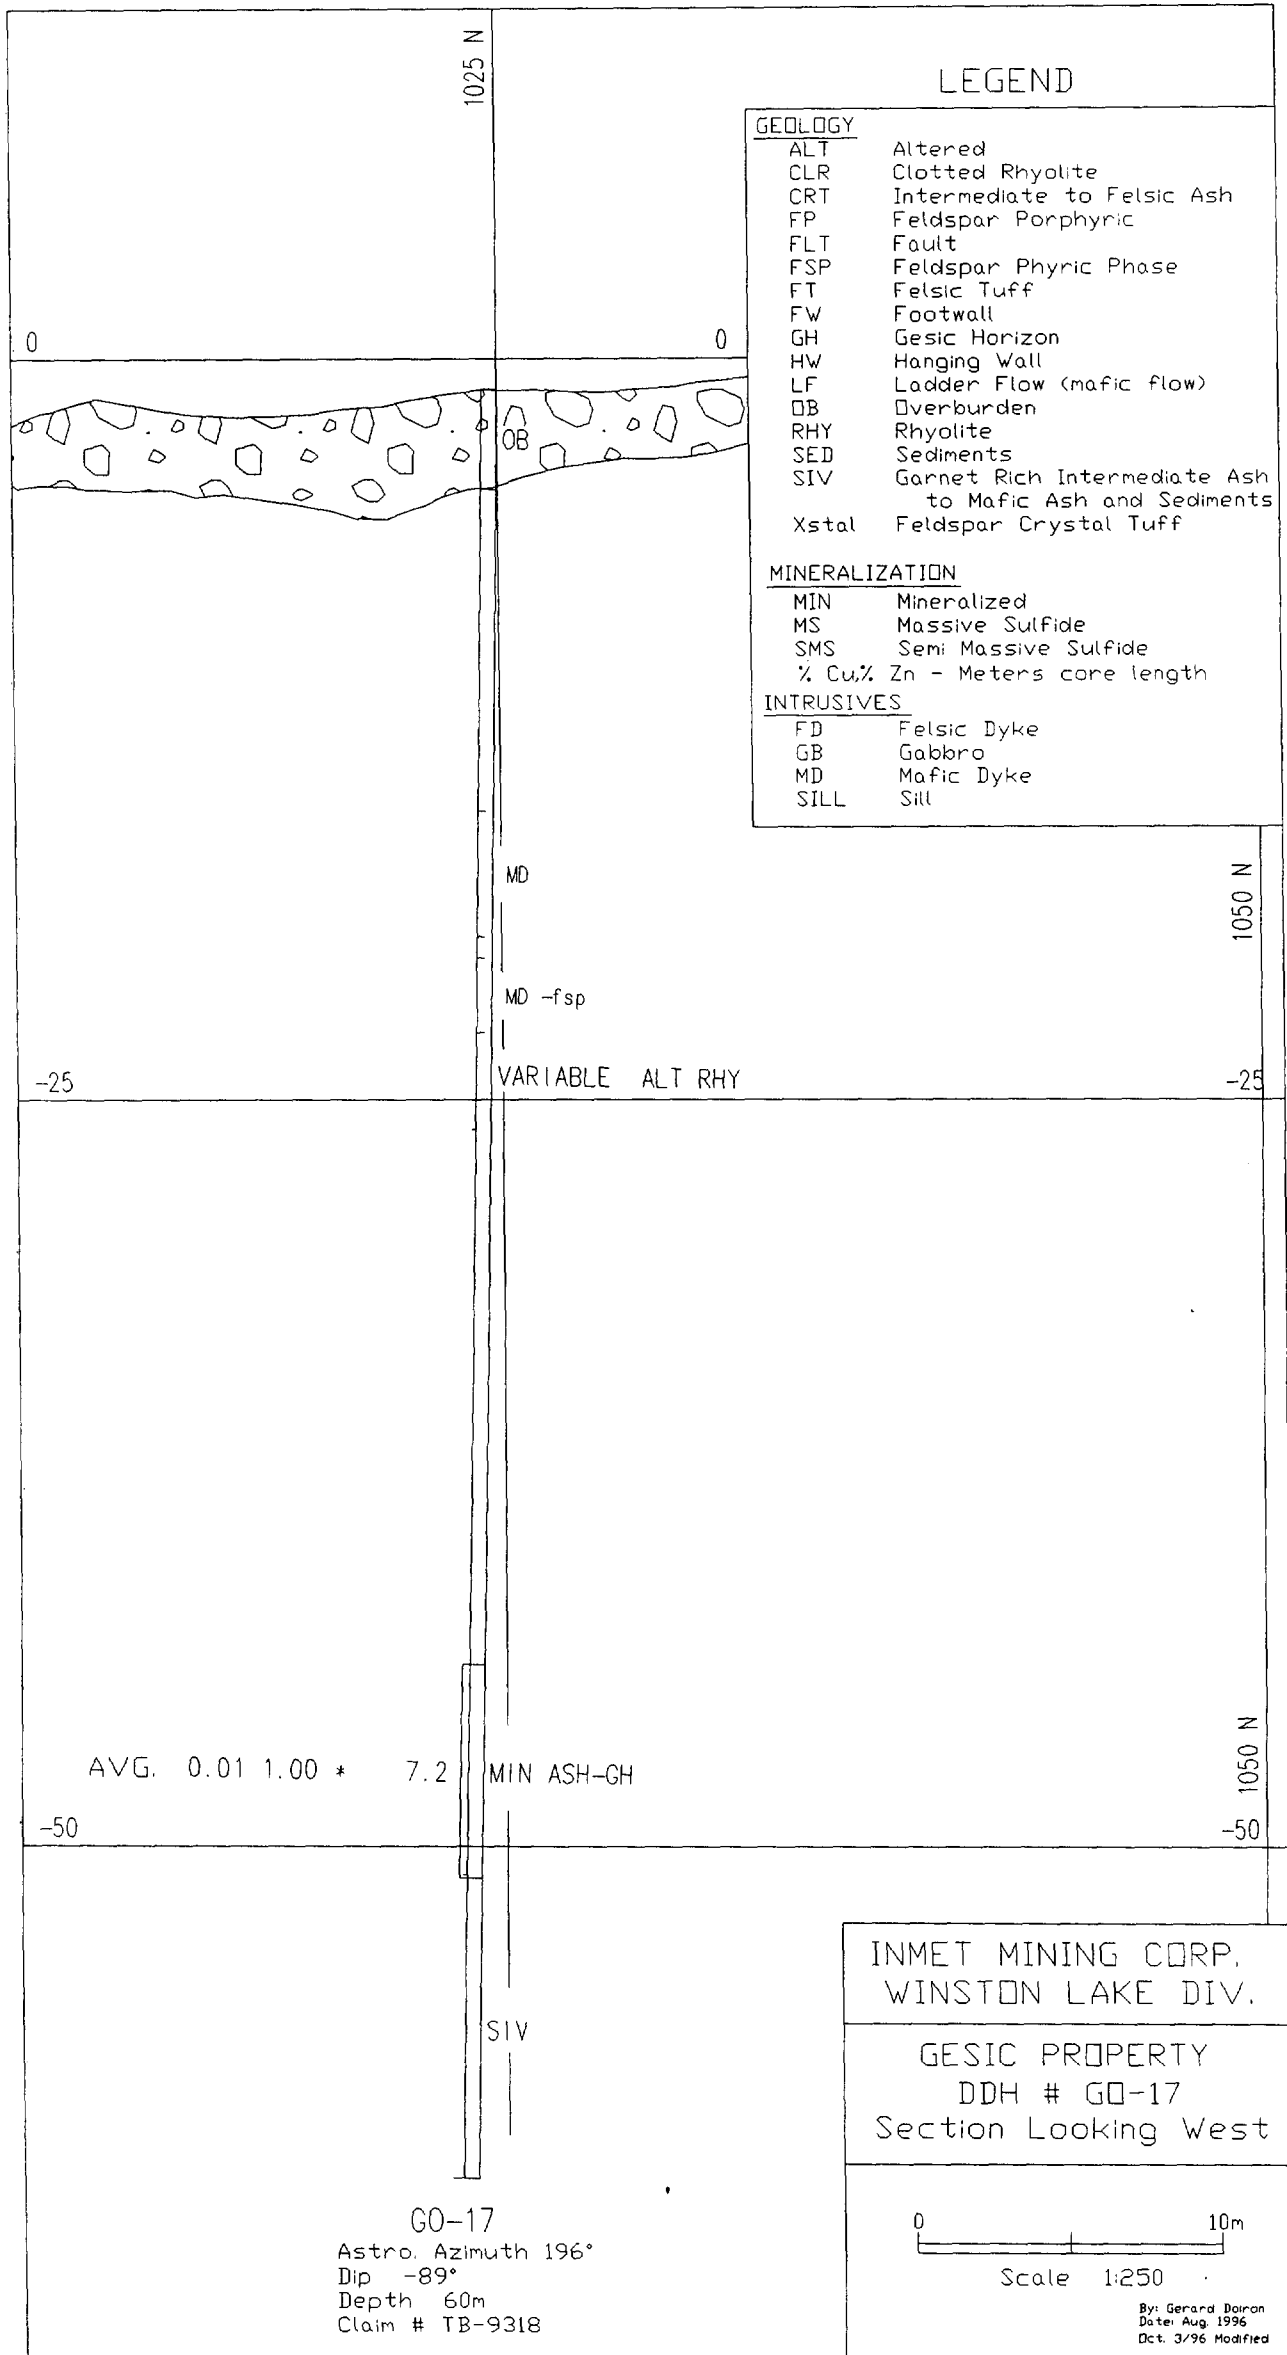 1025 N
LEGEND
GEOLOGY
ALT Altered
CLR Clotted Rhyolite
CRT Intermediate to Felsic Ash
FP Feldspar Porphyric
FLT Fault
FSP Feldspar Phyric Phase
FT Felsic Tuff
FW Footwall
GH Gesic Horizon
HW Hanging Wall
LF Ladder Flow (mafic flow)
OB Overburden
RHY Rhyolite
SED Sediments
SIV Garnet Rich Intermediate Ash
to Mafic Ash and Sediments
Xstal Feldspar Crystal Tuff
MINERALIZATION
MIN Mineralized
MS Massive Sulfide
SMS Semi Massive Sulfide
% Cu,% Zn - Meters core length
INTRUSIVES
FD Felsic Dyke
GB Gabbro
MD Mafic Dyke
SILL Sill
0 0
OB
MD
1050 N
MD -fsp
VARIABLE ALT RHY
-25 -25
1050 N
AVG. 0.01 1.00 * 7.2 MIN ASH-GH
-50 -50
SIV
INMET MINING CORP.
WINSTON LAKE DIV.
GESIC PROPERTY
DDH # GO-17
Section Looking West
GO-17
Astro. Azimuth 196°
Dip -89°
Depth 60m
Claim # TB-9318
0 10m
Scale 1:250
By: Gerard Doiron
Date: Aug. 1996
Oct. 3/96 Modified